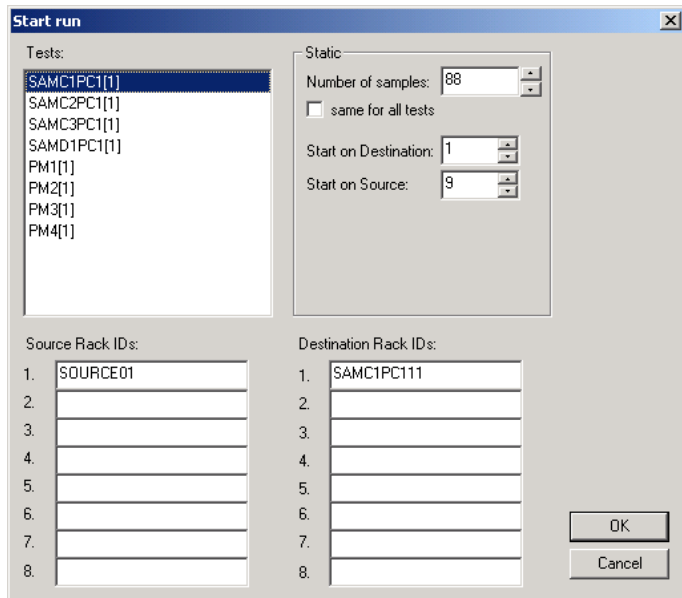 Start run
Tests:
SAMC1PC1[1]
SAMC2PC1[1]
SAMC3PC1[1]
SAMD1PC1[1]
PM1[1]
PM2[1]
PM3[1]
PM4[1]
Static
Number of samples: 88
same for all tests
Start on Destination: 1
Start on Source: 9
Source Rack IDs:
1. SOURCE01
2.
3.
4.
5.
6.
7.
8.
Destination Rack IDs:
1. SAMC1PC111
2.
3.
4.
5.
6.
7.
8.
OK
Cancel